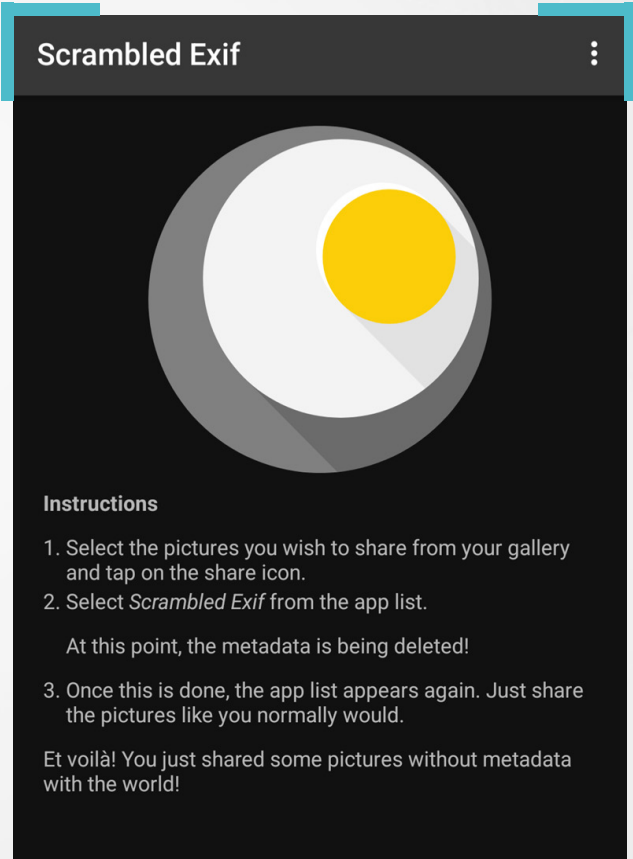 Scrambled Exif
Instructions
1. Select the pictures you wish to share from your gallery
and tap on the share icon.
2. Select Scrambled Exif from the app list.
At this point, the metadata is being deleted!
3. Once this is done, the app list appears again. Just share
the pictures like you normally would.
Et voilà! You just shared some pictures without metadata
with the world!